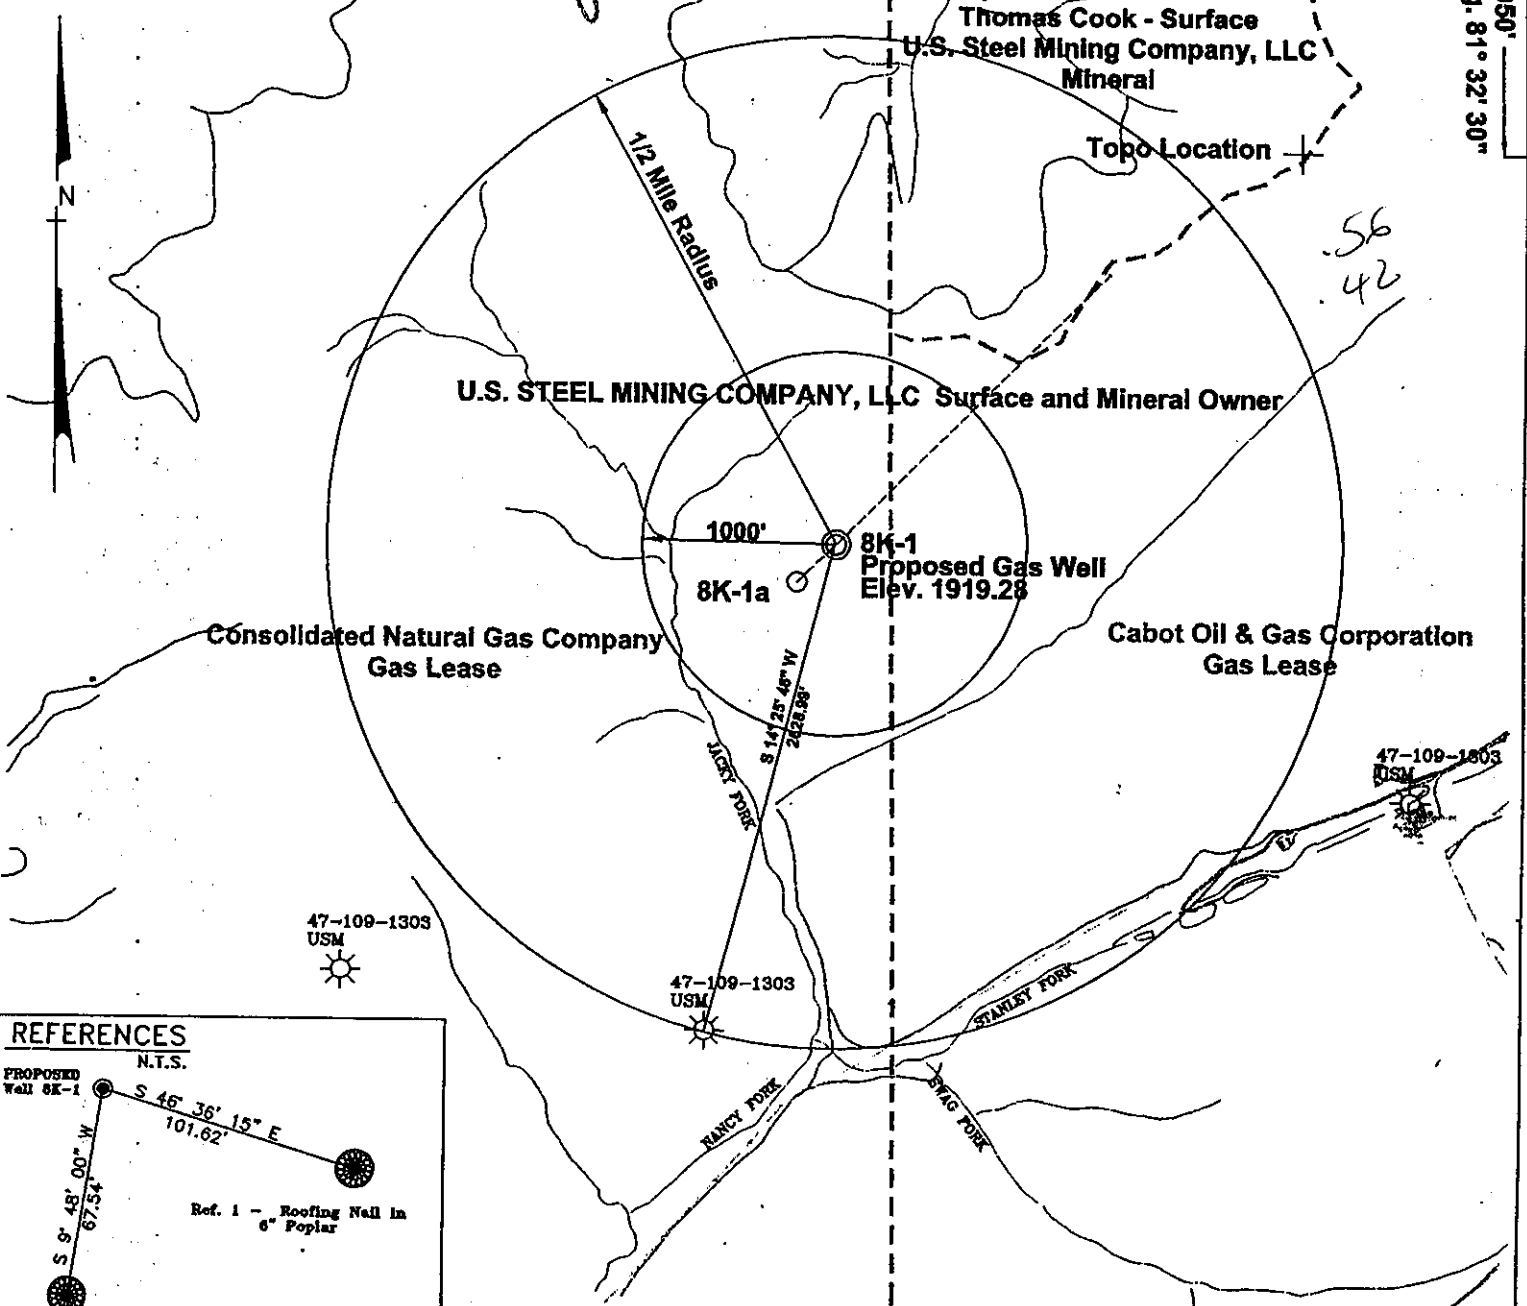 Thomas Cook - Surface
U.S. Steel Mining Company, LLC
Mineral
50'
81° 32' 30"
Topo Location
N
1/2 Mile Radius
.56
.42
U.S. STEEL MINING COMPANY, LLC Surface and Mineral Owner
1000'
8K-1
Proposed Gas Well
Elev. 1919.28
8K-1a
Consolidated Natural Gas Company
Gas Lease
Cabot Oil & Gas Corporation
Gas Lease
S 14° 25' 46" W
2628.99'
JACKY FORK
47-109-1303
USM
47-109-1303
USM
47-109-1303
USM
STANLEY FORK
NANCY FORK
SWAG FORK
REFERENCES
N.T.S.
PROPOSED
Well 8K-1
S 46° 36' 15" E
101.62'
S 9° 48' 00" W
67.54'
Ref. 1 - Roofing Nail in
6" Poplar